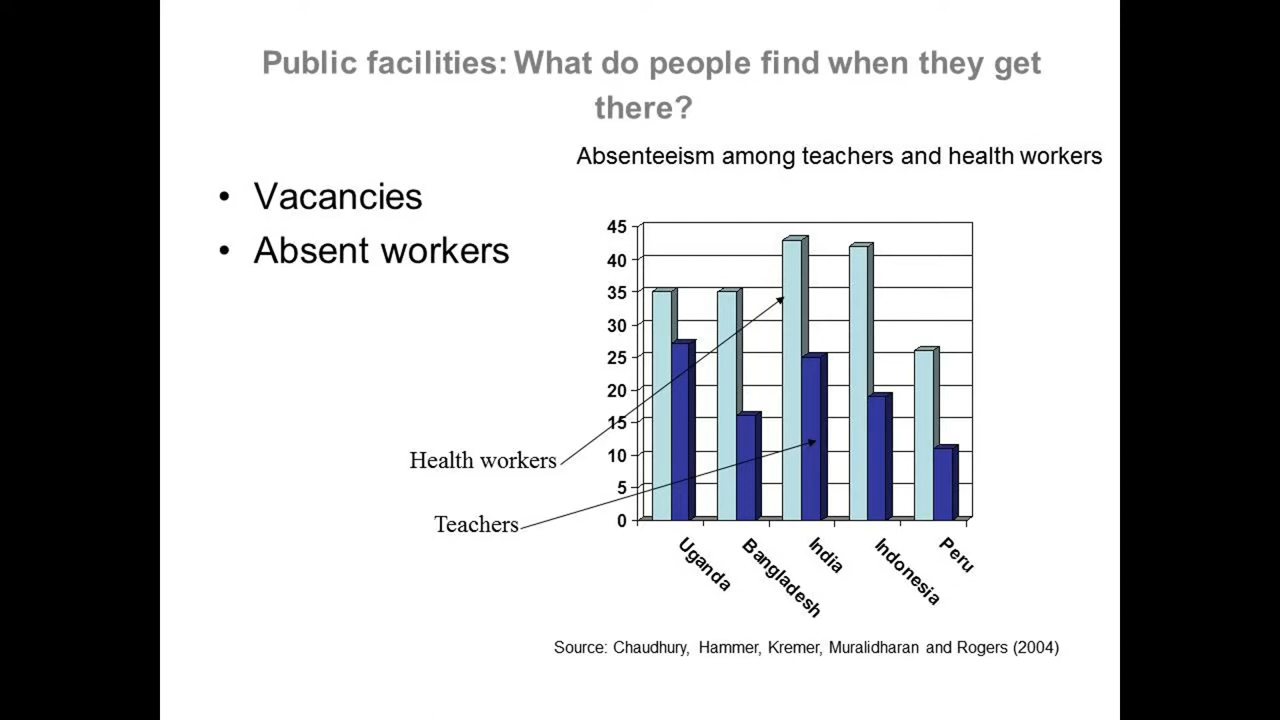 Public facilities: What do people find when they get
there?
Absenteeism among teachers and health workers
• Vacancies
• Absent workers
45
40
35
30
25
20
15
10
5
0
Health workers
Teachers
Uganda
Bangladesh
India
Indonesia
Peru
Source: Chaudhury, Hammer, Kremer, Muralidharan and Rogers (2004)